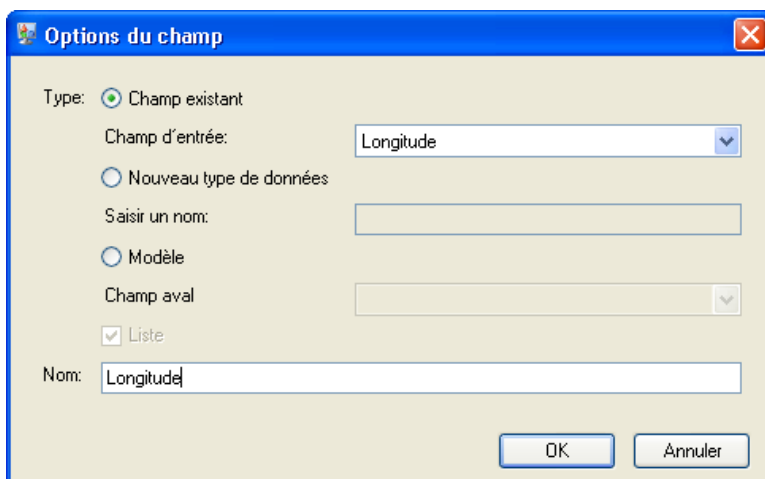 Options du champ
Type: Champ existant
Champ d'entrée: Longitude
Nouveau type de données
Saisir un nom:
Modèle
Champ aval
Liste
Nom: Longitude
OK Annuler